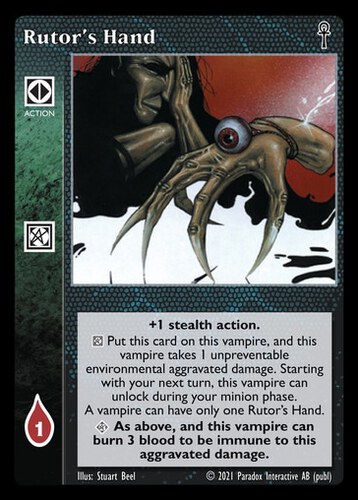 Rutor's Hand
ACTION
+1 stealth action.
Put this card on this vampire, and this
vampire takes 1 unpreventable
environmental aggravated damage. Starting
with your next turn, this vampire can
unlock during your minion phase.
A vampire can have only one Rutor's Hand.
As above, and this vampire can
burn 3 blood to be immune to this
aggravated damage.
1
Illus: Stuart Beel
© 2021 Paradox Interactive AB (publ)